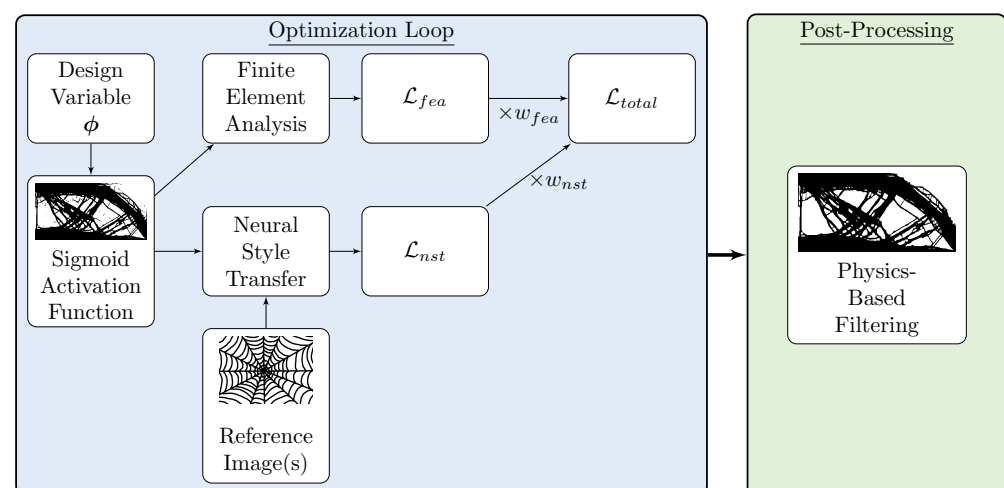 Optimization Loop
Design
Variable
ϕ
Sigmoid
Activation
Function
Finite
Element
Analysis
ℒ_fea
×w_fea
ℒ_total
Neural
Style
Transfer
ℒ_nst
×w_nst
Reference
Image(s)
Post-Processing
Physics-
Based
Filtering